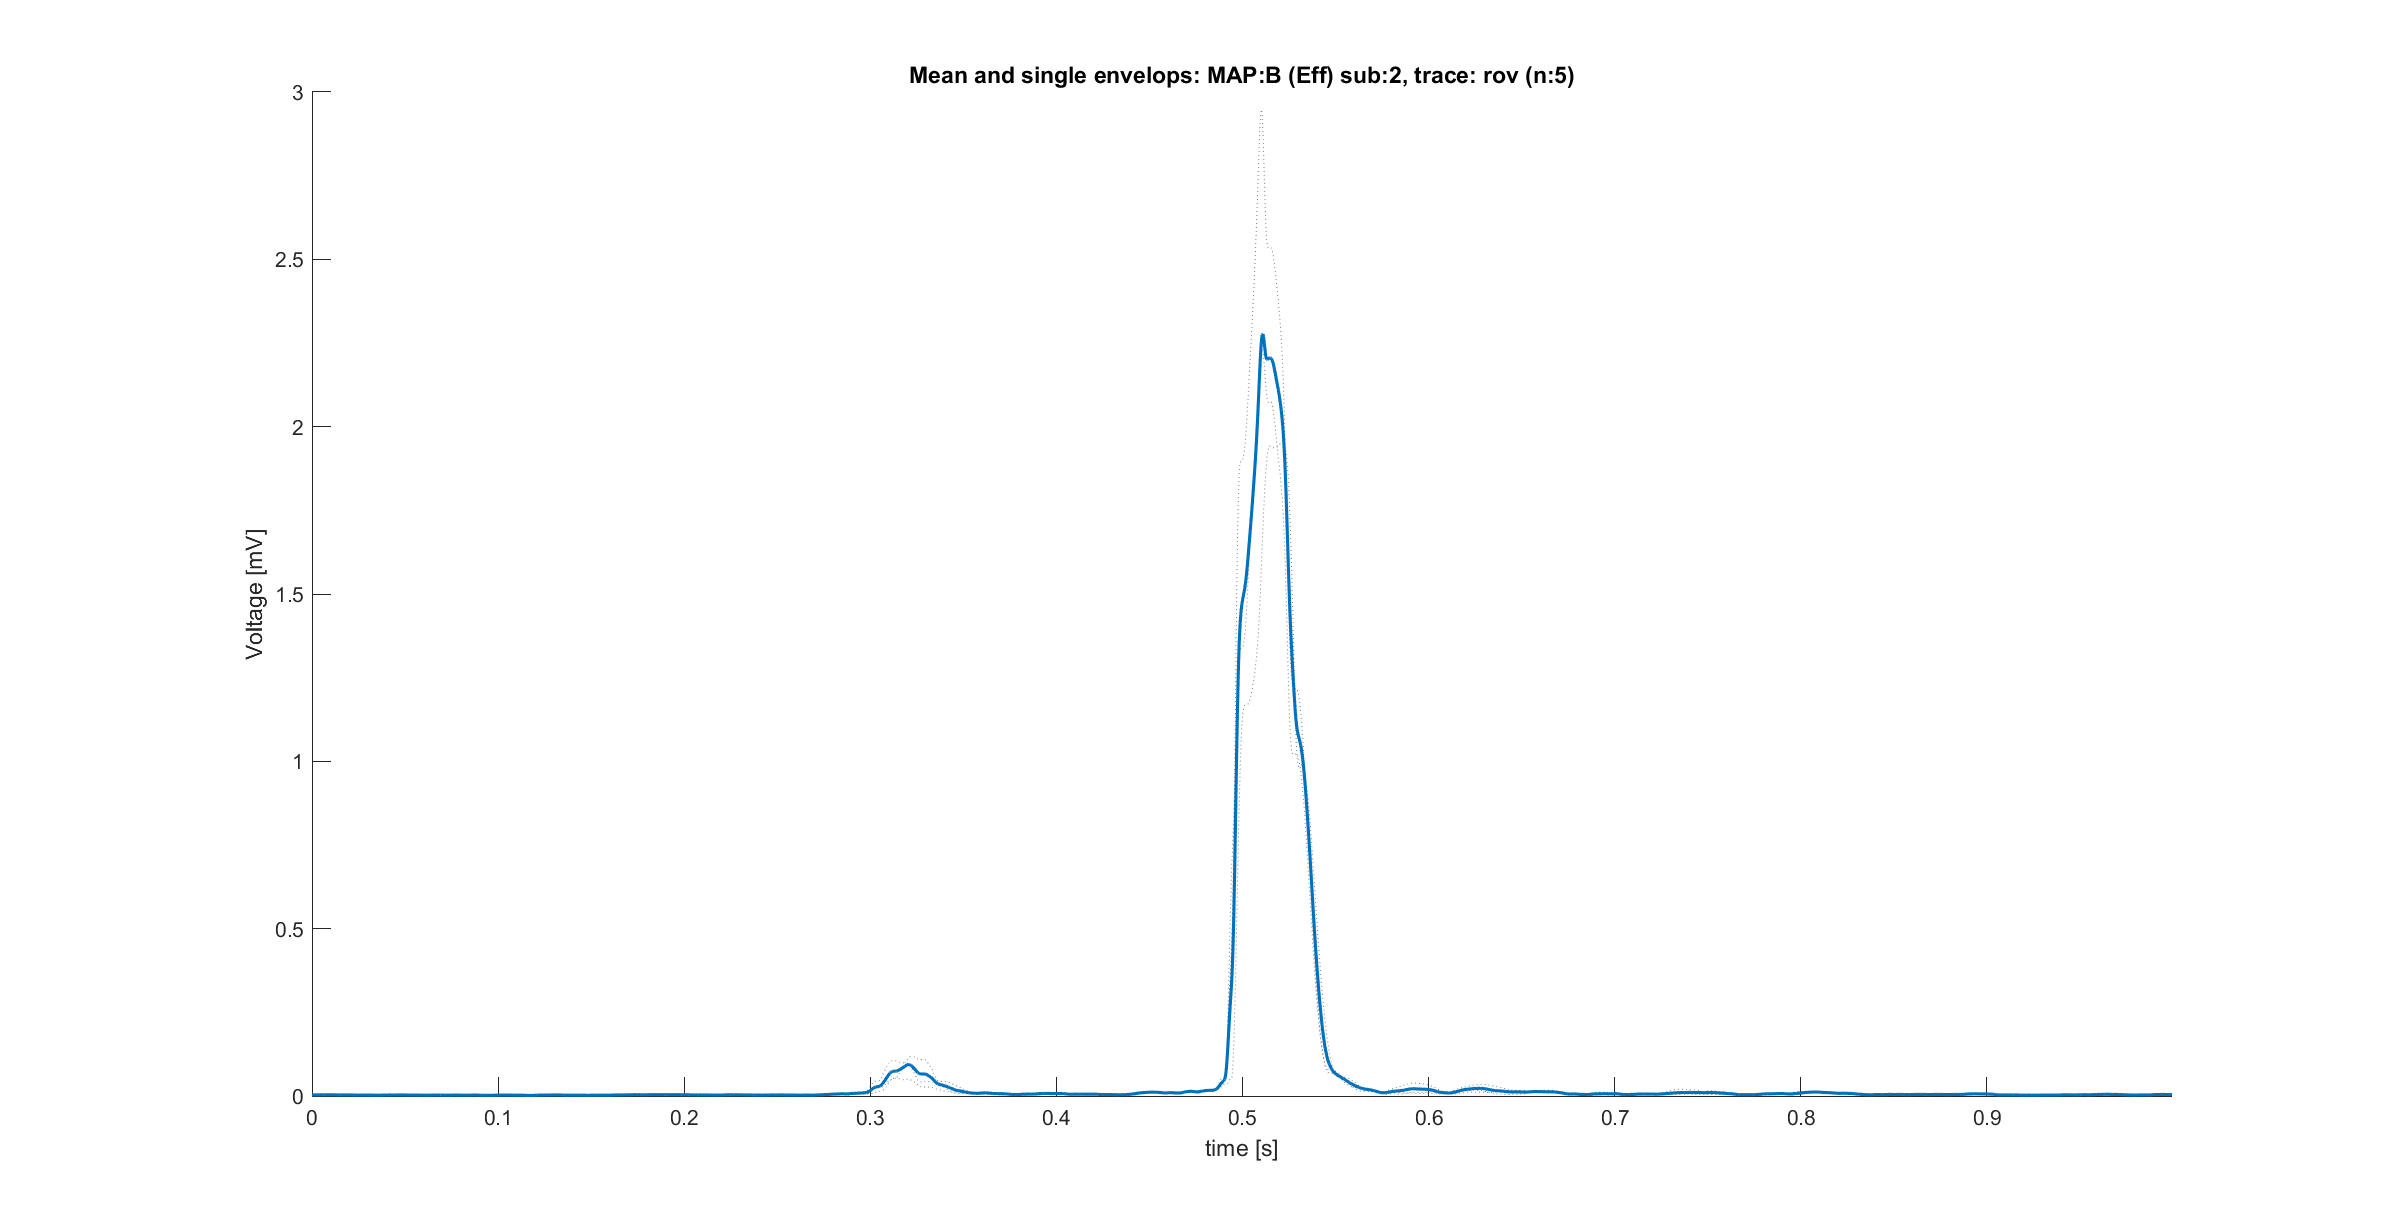 Mean and single envelops: MAP:B (Eff) sub:2, trace: rov (n:5)
3
2.5
2
1.5
1
0.5
0
Voltage [mV]
0 0.1 0.2 0.3 0.4 0.5 0.6 0.7 0.8 0.9
time [s]